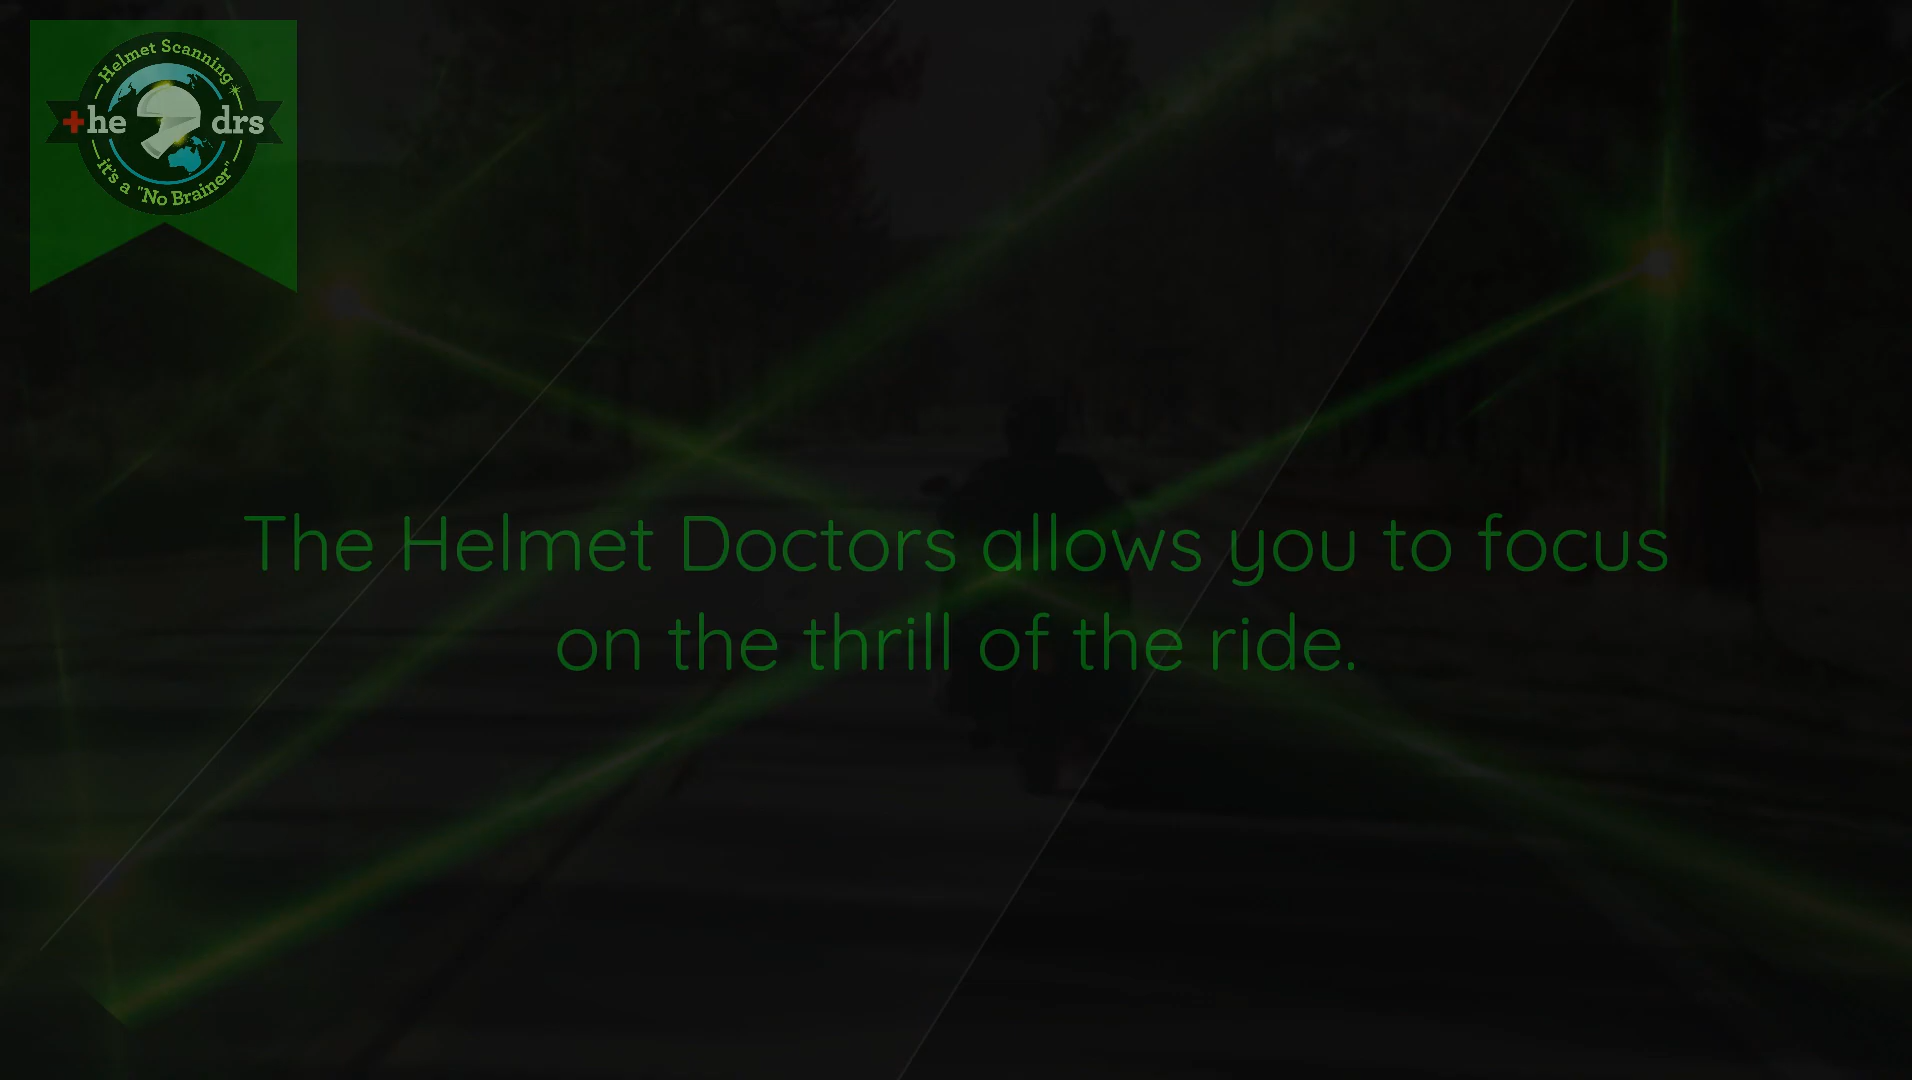 Helmet Scanning
+he drs
it's a "No Brainer"
The Helmet Doctors allows you to focus
on the thrill of the ride.